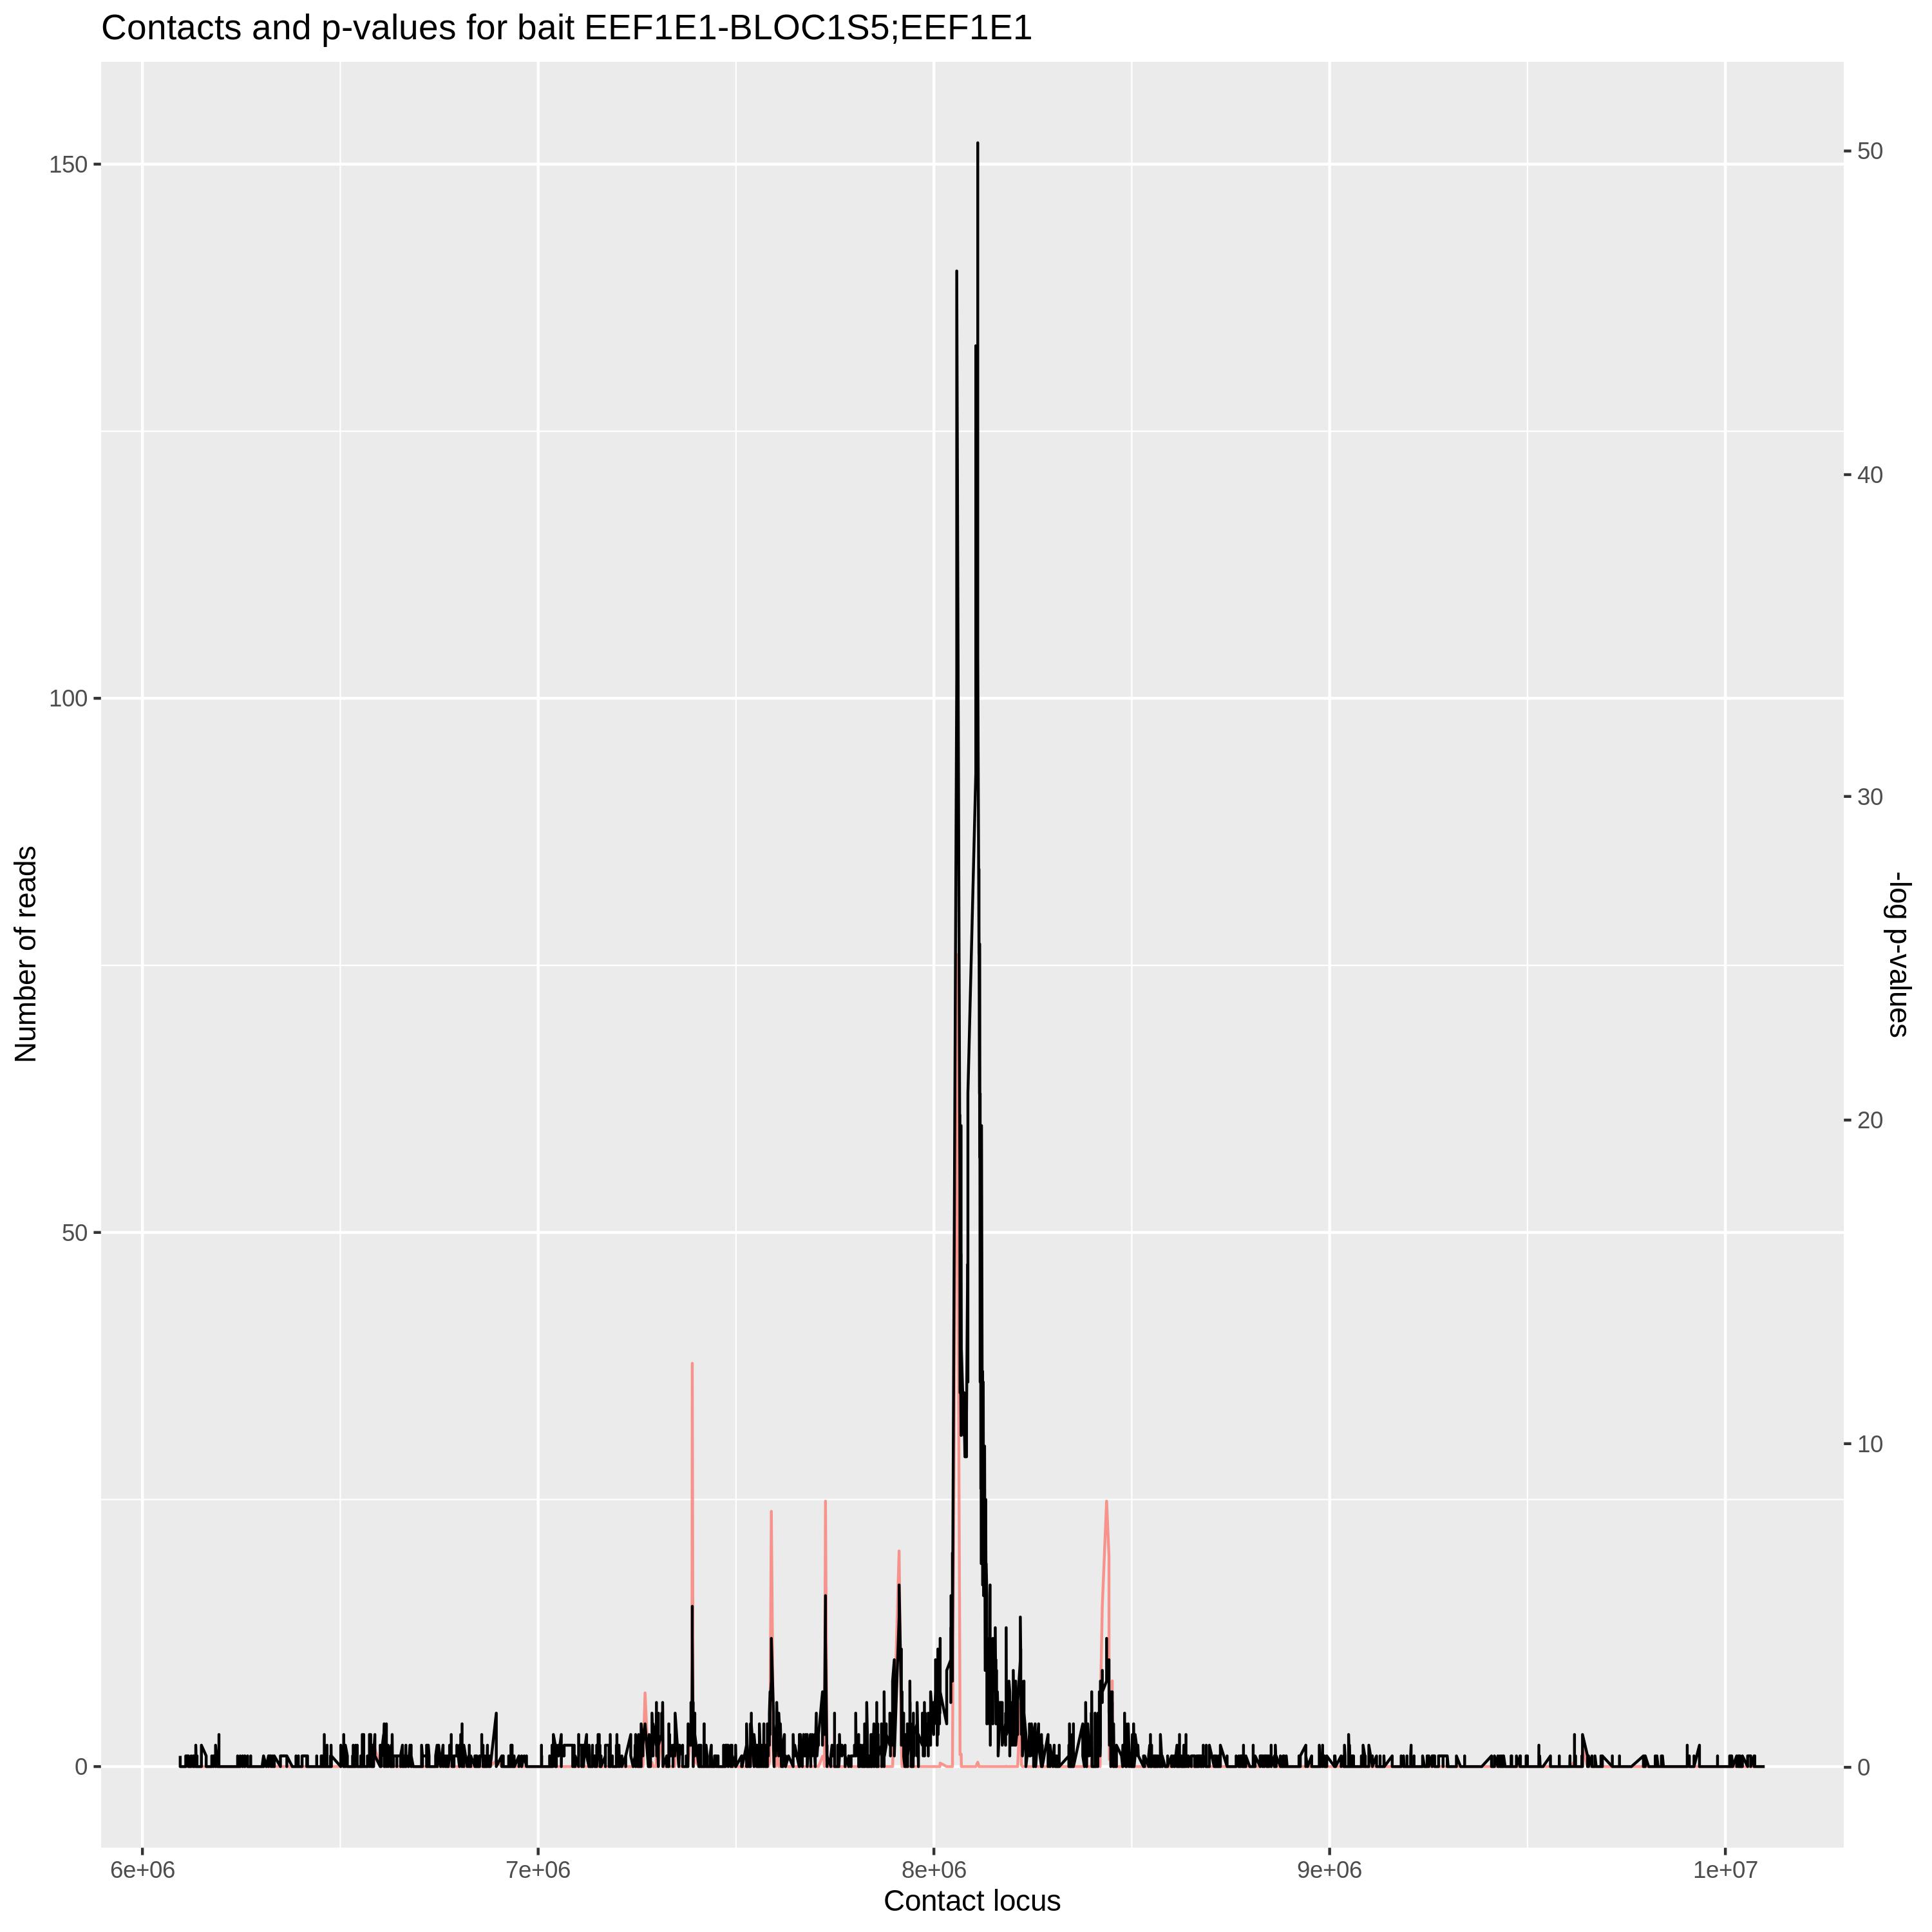 Contacts and p-values for bait EEF1E1-BLOC1S5;EEF1E1
150
100
50
0
Number of reads
50
40
30
20
10
0
-log p-values
6e+06
7e+06
8e+06
9e+06
1e+07
Contact locus